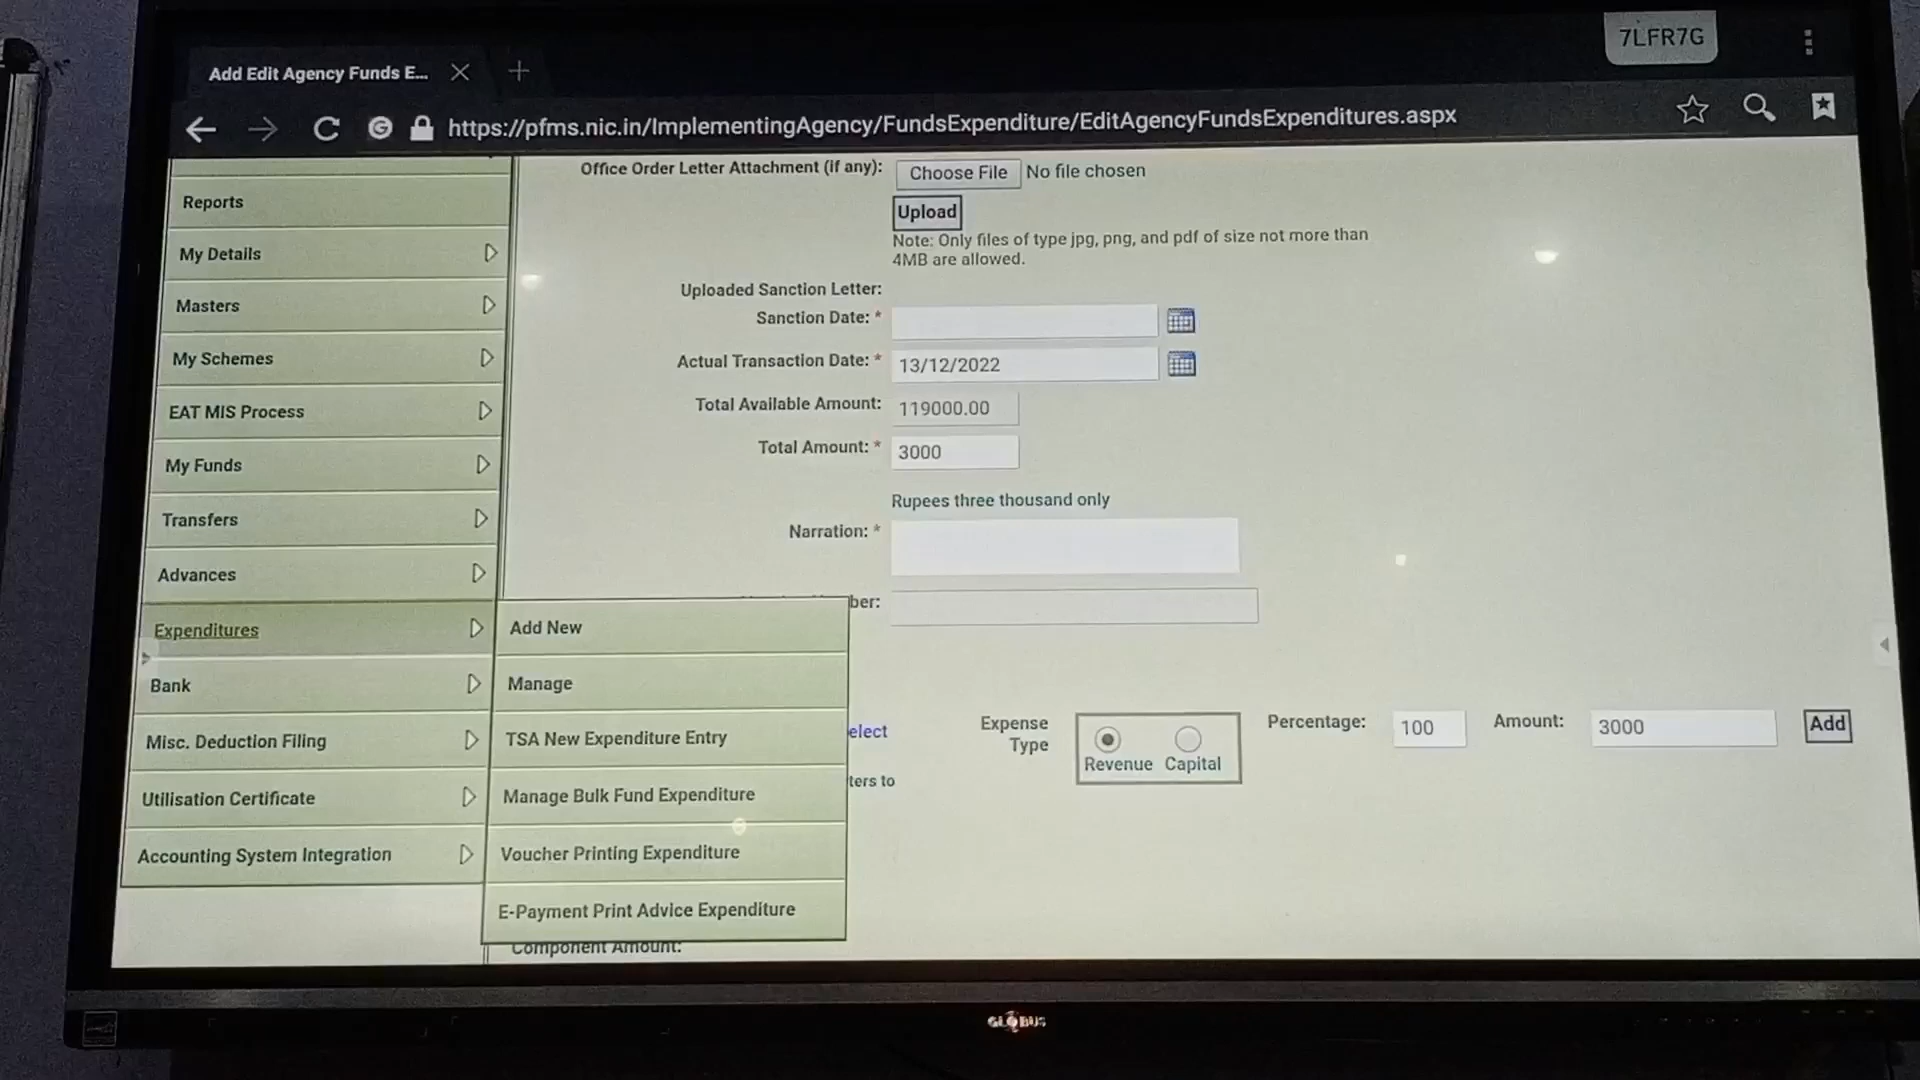 7LFR7G
Add Edit Agency Funds E...
https://pfms.nic.in/ImplementingAgency/FundsExpenditure/EditAgencyFundsExpenditures.aspx
Reports
My Details
Masters
My Schemes
EAT MIS Process
My Funds
Transfers
Advances
Expenditures
Bank
Misc. Deduction Filing
Utilisation Certificate
Accounting System Integration
Add New
Manage
TSA New Expenditure Entry
Manage Bulk Fund Expenditure
Voucher Printing Expenditure
E-Payment Print Advice Expenditure
Office Order Letter Attachment (if any): Choose File No file chosen
Upload
Note: Only files of type jpg, png, and pdf of size not more than
4MB are allowed.
Uploaded Sanction Letter:
Sanction Date: *
Actual Transaction Date: * 13/12/2022
Total Available Amount: 119000.00
Total Amount: * 3000
Rupees three thousand only
Narration: *
ber:
elect
ters to
Expense
Type
Revenue Capital
Percentage: 100 Amount: 3000 Add
Component Amount:
GLOBUS